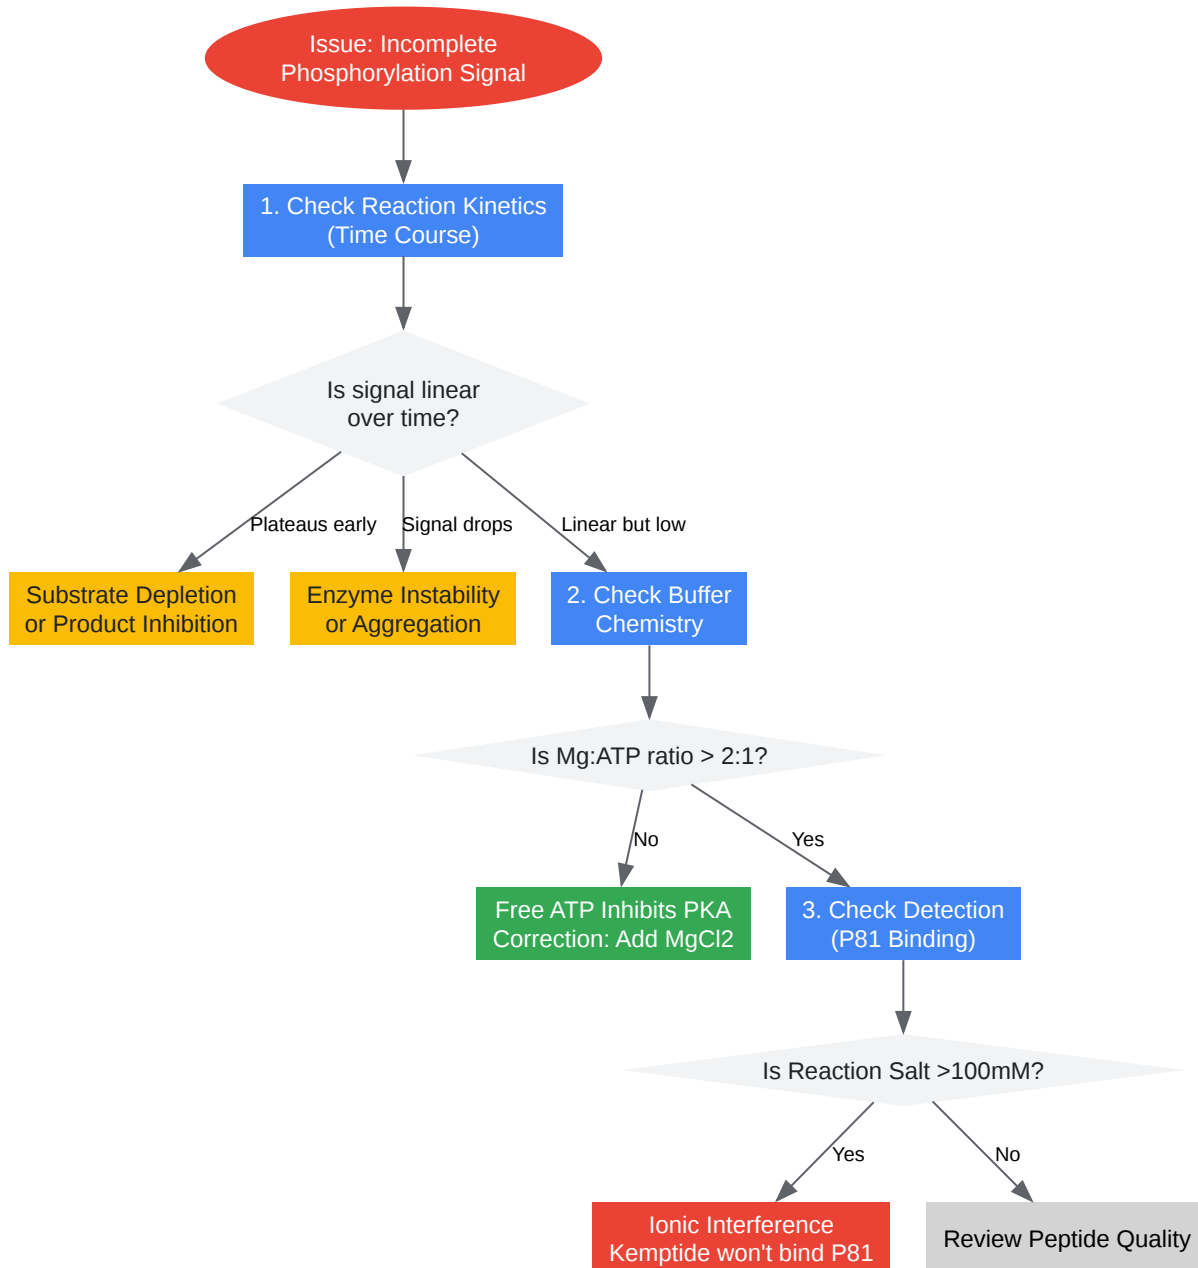 Issue: Incomplete
Phosphorylation Signal
1. Check Reaction Kinetics
(Time Course)
Is signal linear
over time?
Plateaus early
Signal drops
Linear but low
Substrate Depletion
or Product Inhibition
Enzyme Instability
or Aggregation
2. Check Buffer
Chemistry
Is Mg:ATP ratio > 2:1?
No
Yes
Free ATP Inhibits PKA
Correction: Add MgCl2
3. Check Detection
(P81 Binding)
Is Reaction Salt >100mM?
Yes
No
Ionic Interference
Kemptide won't bind P81
Review Peptide Quality